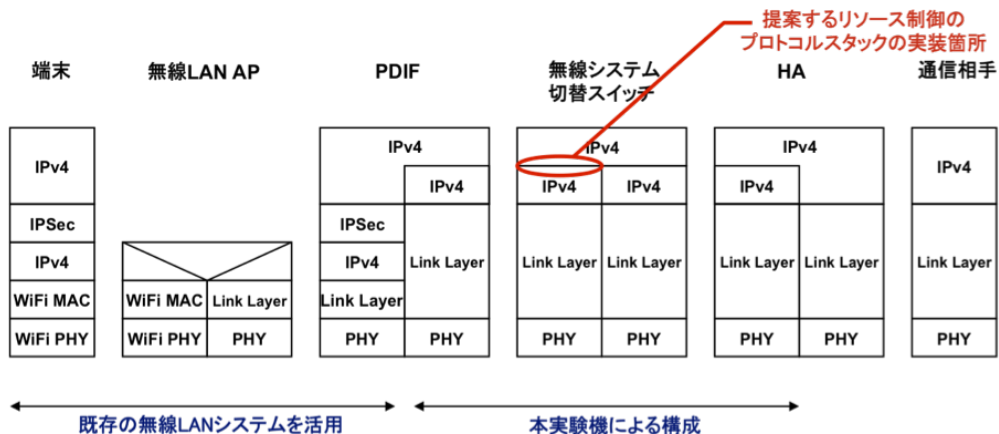 提案するリソース制御の
プロトコルスタックの実装箇所
端末
無線LAN AP
PDIF
無線システム
切替スイッチ
HA
通信相手
IPv4
IPSec
IPv4
WiFi MAC
WiFi PHY
WiFi MAC
Link Layer
WiFi PHY
PHY
IPv4
IPv4
IPSec
IPv4
Link Layer
Link Layer
PHY
PHY
IPv4
IPv4
IPv4
Link Layer
Link Layer
PHY
PHY
IPv4
IPv4
Link Layer
Link Layer
PHY
PHY
IPv4
Link Layer
PHY
既存の無線LANシステムを活用
本実験機による構成